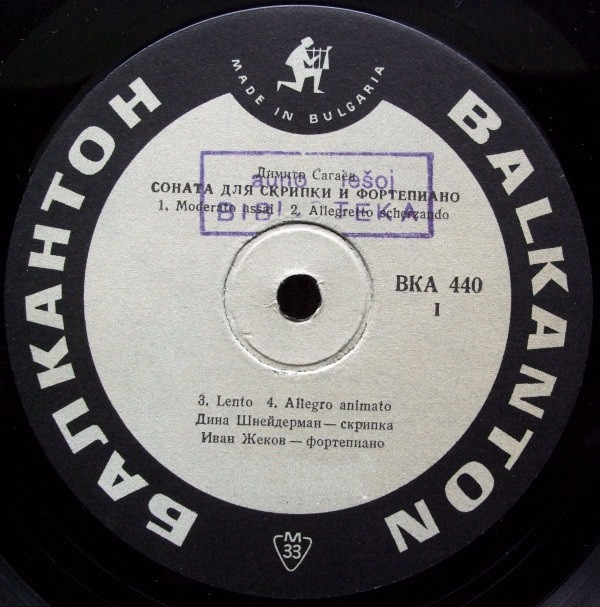 MADE IN BULGARIA
БАЛКАНТОН
BALKANTON
Димитр Сагаев
СОНАТА ДЛЯ СКРИПКИ И ФОРТЕПИАНО
1. Moderato assai 2. Allegretto scherzando
BKA 440
I
3. Lento 4. Allegro animato
Дина Шнейдерман — скрипка
Иван Жеков — фортепиано
M
33